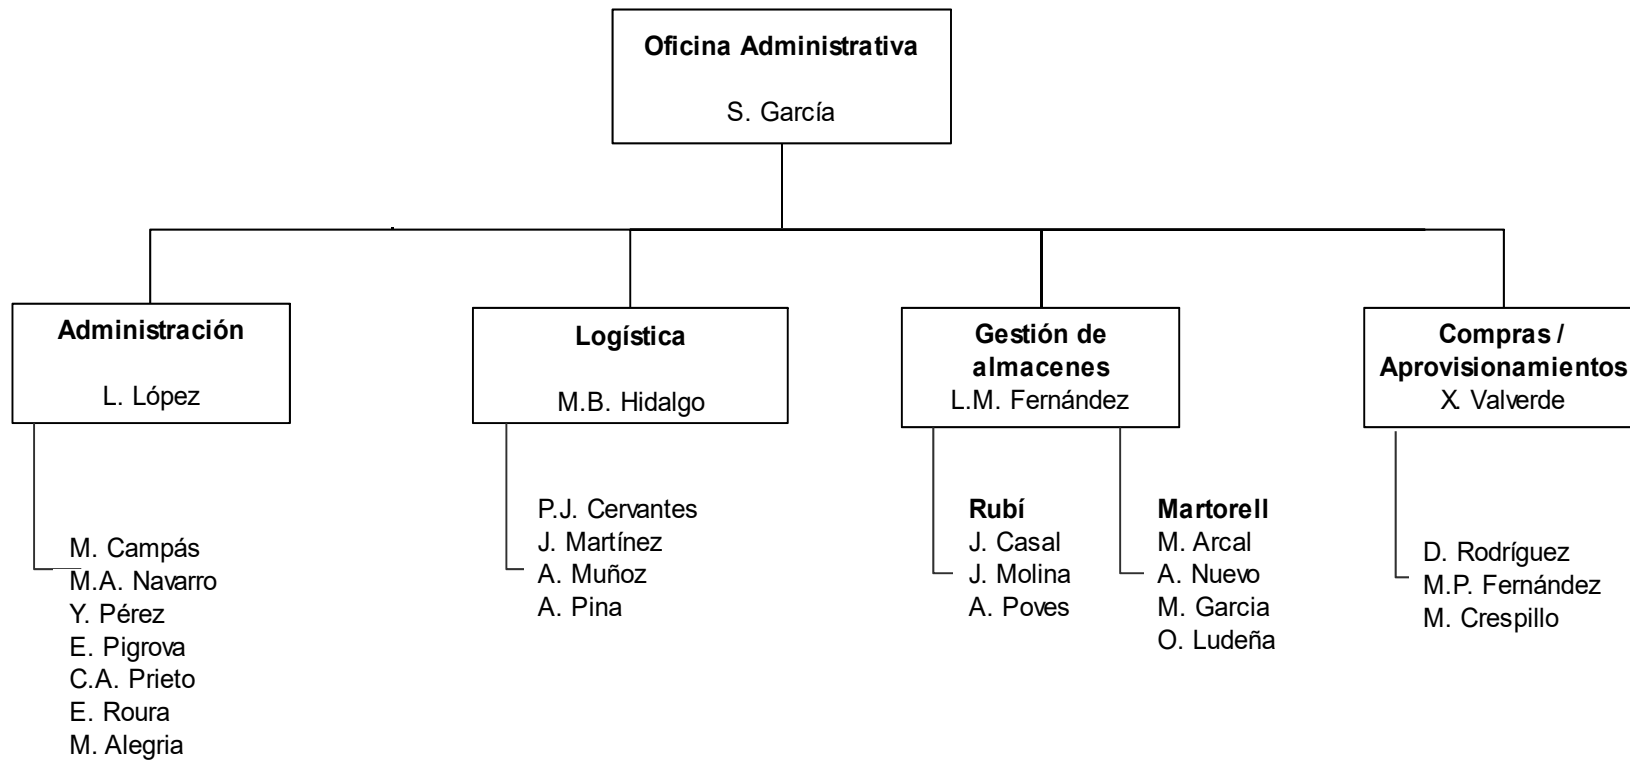 Oficina Administrativa
S. García
Administración
L. López
M. Campás
M.A. Navarro
Y. Pérez
E. Pigrova
C.A. Prieto
E. Roura
M. Alegria
Logística
M.B. Hidalgo
P.J. Cervantes
J. Martínez
A. Muñoz
A. Pina
Gestión de
almacenes
L.M. Fernández
Rubí
J. Casal
J. Molina
A. Poves
Martorell
M. Arcal
A. Nuevo
M. Garcia
O. Ludeña
Compras /
Aprovisionamientos
X. Valverde
D. Rodríguez
M.P. Fernández
M. Crespillo